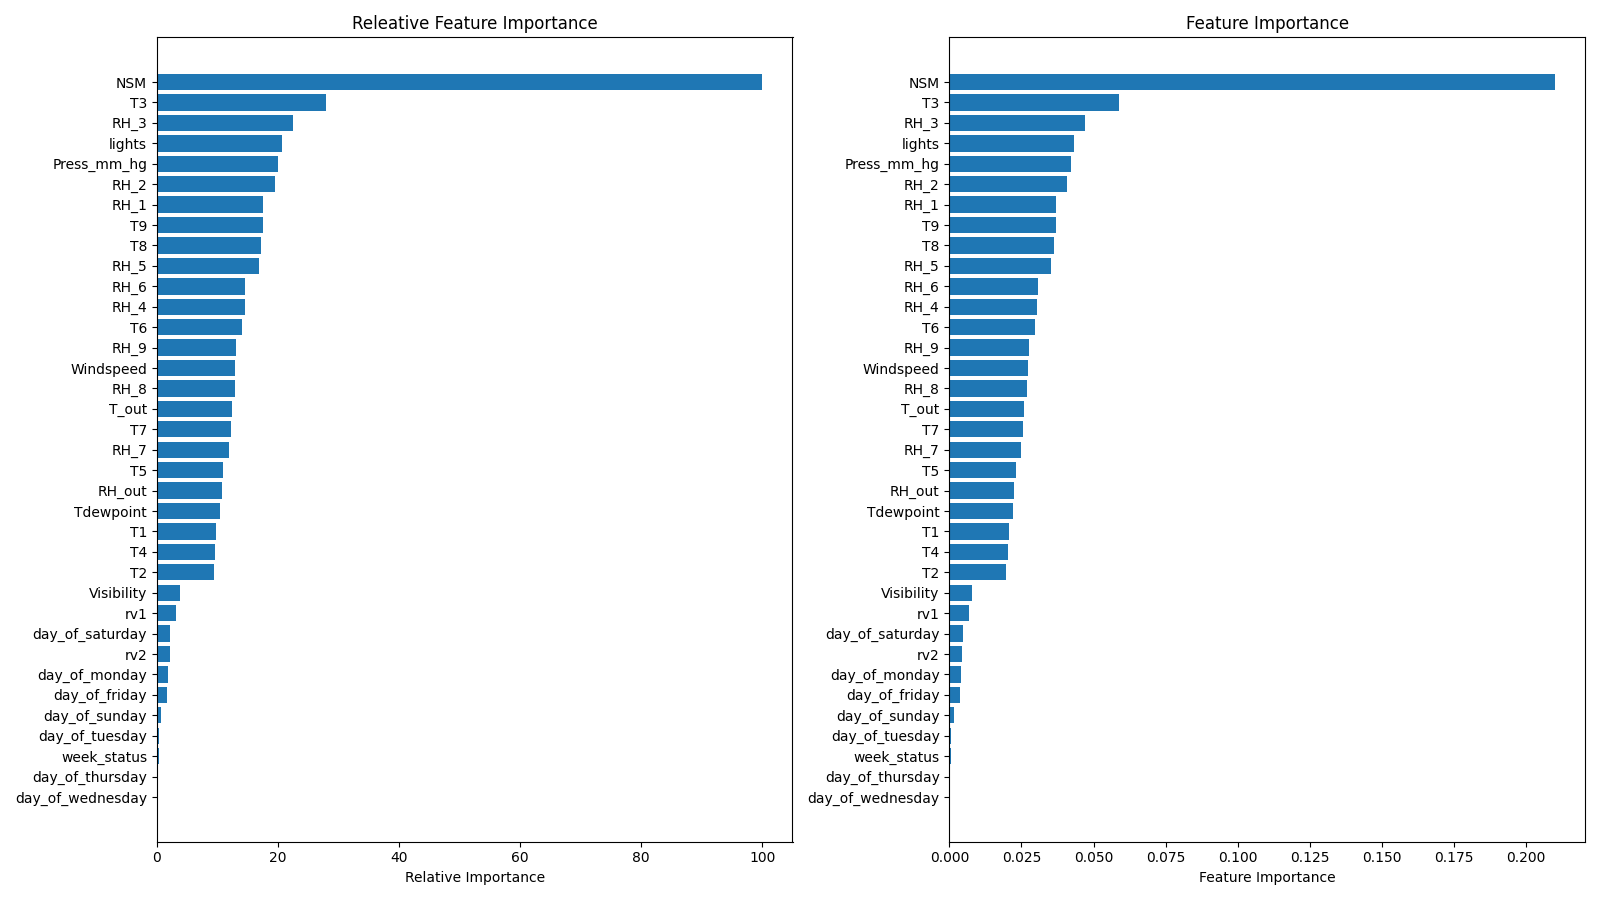 Releative Feature Importance
NSM
T3
RH_3
lights
Press_mm_hg
RH_2
RH_1
T9
T8
RH_5
RH_6
RH_4
T6
RH_9
Windspeed
RH_8
T_out
T7
RH_7
T5
RH_out
Tdewpoint
T1
T4
T2
Visibility
rv1
day_of_saturday
rv2
day_of_monday
day_of_friday
day_of_sunday
day_of_tuesday
week_status
day_of_thursday
day_of_wednesday
0 20 40 60 80 100
Relative Importance
Feature Importance
NSM
T3
RH_3
lights
Press_mm_hg
RH_2
RH_1
T9
T8
RH_5
RH_6
RH_4
T6
RH_9
Windspeed
RH_8
T_out
T7
RH_7
T5
RH_out
Tdewpoint
T1
T4
T2
Visibility
rv1
day_of_saturday
rv2
day_of_monday
day_of_friday
day_of_sunday
day_of_tuesday
week_status
day_of_thursday
day_of_wednesday
0.000 0.025 0.050 0.075 0.100 0.125 0.150 0.175 0.200
Feature Importance